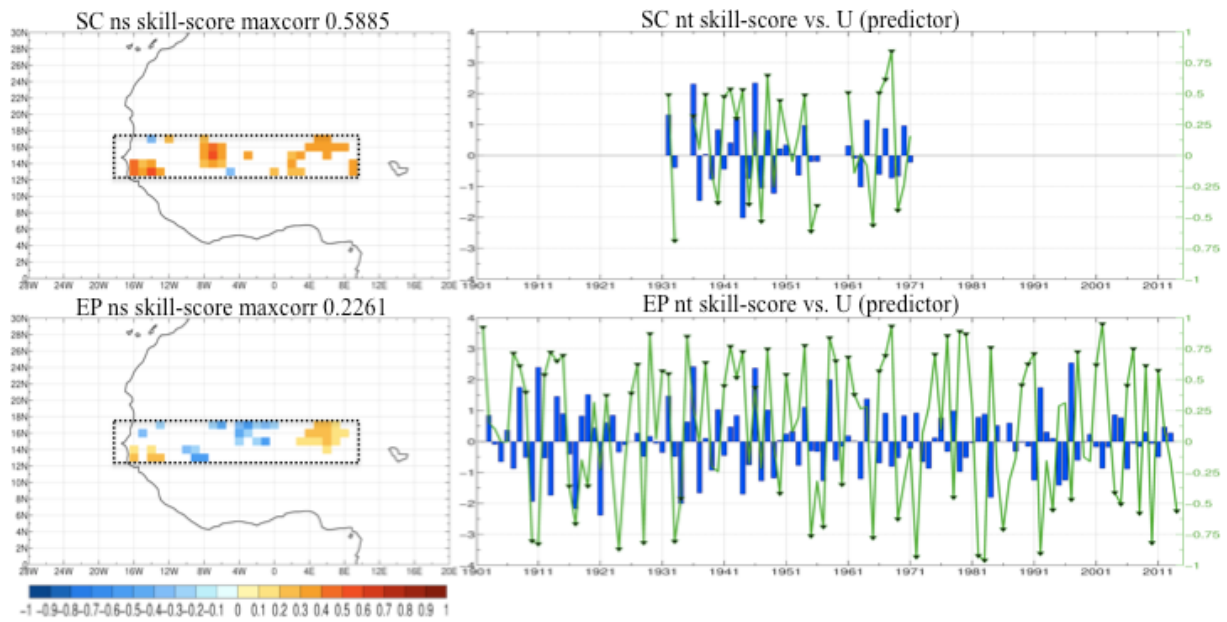 SC ns skill-score maxcorr 0.5885
30N
28N
26N
24N
22N
20N
18N
16N
14N
12N
10N
8N
6N
4N
2N
0
28W 24W 20W 16W 12W 8W 4W 0 4E 8E 12E 16E 20E
SC nt skill-score vs. U (predictor)
4 1
3 0.75
2 0.5
1 0.25
0 0
-1 -0.25
-2 -0.5
-3 -0.75
-4 -1
1901 1911 1921 1931 1941 1951 1961 1971 1981 1991 2001 2011
EP ns skill-score maxcorr 0.2261
30N
28N
26N
24N
22N
20N
18N
16N
14N
12N
10N
8N
6N
4N
2N
0
28W 24W 20W 16W 12W 8W 4W 0 4E 8E 12E 16E 20E
EP nt skill-score vs. U (predictor)
4 1
3 0.75
2 0.5
1 0.25
0 0
-1 -0.25
-2 -0.5
-3 -0.75
-4 -1
1901 1911 1921 1931 1941 1951 1961 1971 1981 1991 2001 2011
-1 -0.9 -0.8 -0.7 -0.6 -0.5 -0.4 -0.3 -0.2 -0.1 0 0.1 0.2 0.3 0.4 0.5 0.6 0.7 0.8 0.9 1